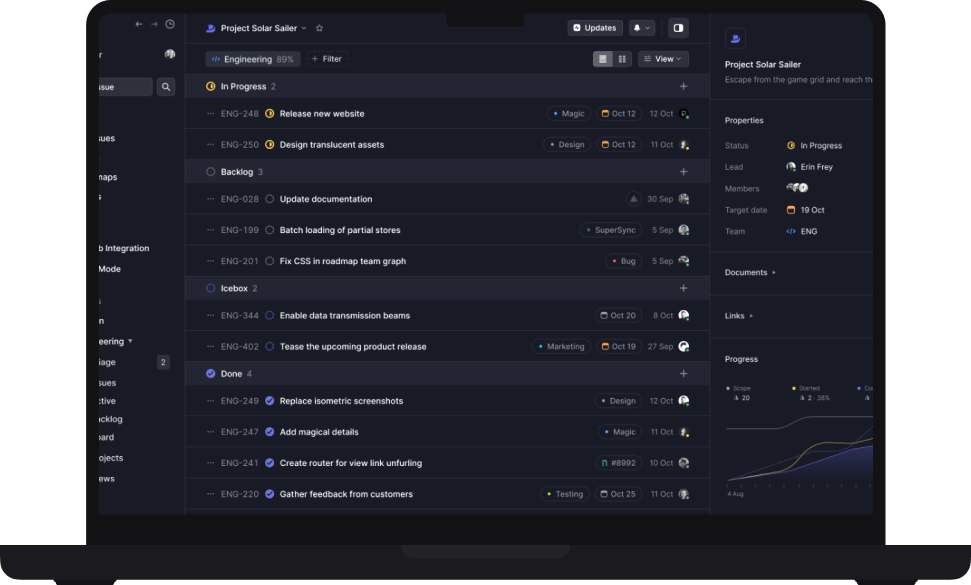 Project Solar Sailer
Updates
Engineering 89%
Filter
View
In Progress 2
ENG-248 Release new website Magic Oct 12 12 Oct
ENG-250 Design translucent assets Design Oct 12 11 Oct
Backlog 3
ENG-028 Update documentation 30 Sep
ENG-199 Batch loading of partial stores SuperSync 5 Sep
ENG-201 Fix CSS in roadmap team graph Bug 5 Sep
Icebox 2
ENG-344 Enable data transmission beams Oct 20 8 Oct
ENG-402 Tease the upcoming product release Marketing Oct 19 27 Sep
Done 4
ENG-249 Replace isometric screenshots Design 12 Oct
ENG-247 Add magical details Magic 11 Oct
ENG-241 Create router for view link unfurling #8992 10 Oct
ENG-220 Gather feedback from customers Testing Oct 25 11 Oct
r
ssue
sues
maps
s
b Integration
Mode
n
eering
iage 2
sues
ctive
acklog
oard
ojects
ews
Project Solar Sailer
Escape from the game grid and reach th
Properties
Status In Progress
Lead Erin Frey
Members
Target date 19 Oct
Team ENG
Documents
Links
Progress
Scope Started Co
20 2 · 38%
4 Aug